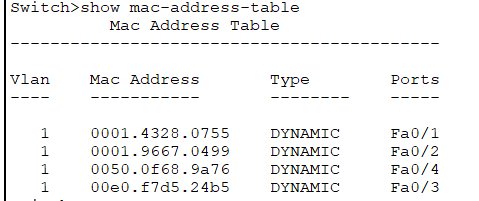 Switch>show mac-address-table
Mac Address Table
-------------------------------------------
Vlan Mac Address Type Ports
---- ----------- -------- -----
1 0001.4328.0755 DYNAMIC Fa0/1
1 0001.9667.0499 DYNAMIC Fa0/2
1 0050.0f68.9a76 DYNAMIC Fa0/4
1 00e0.f7d5.24b5 DYNAMIC Fa0/3